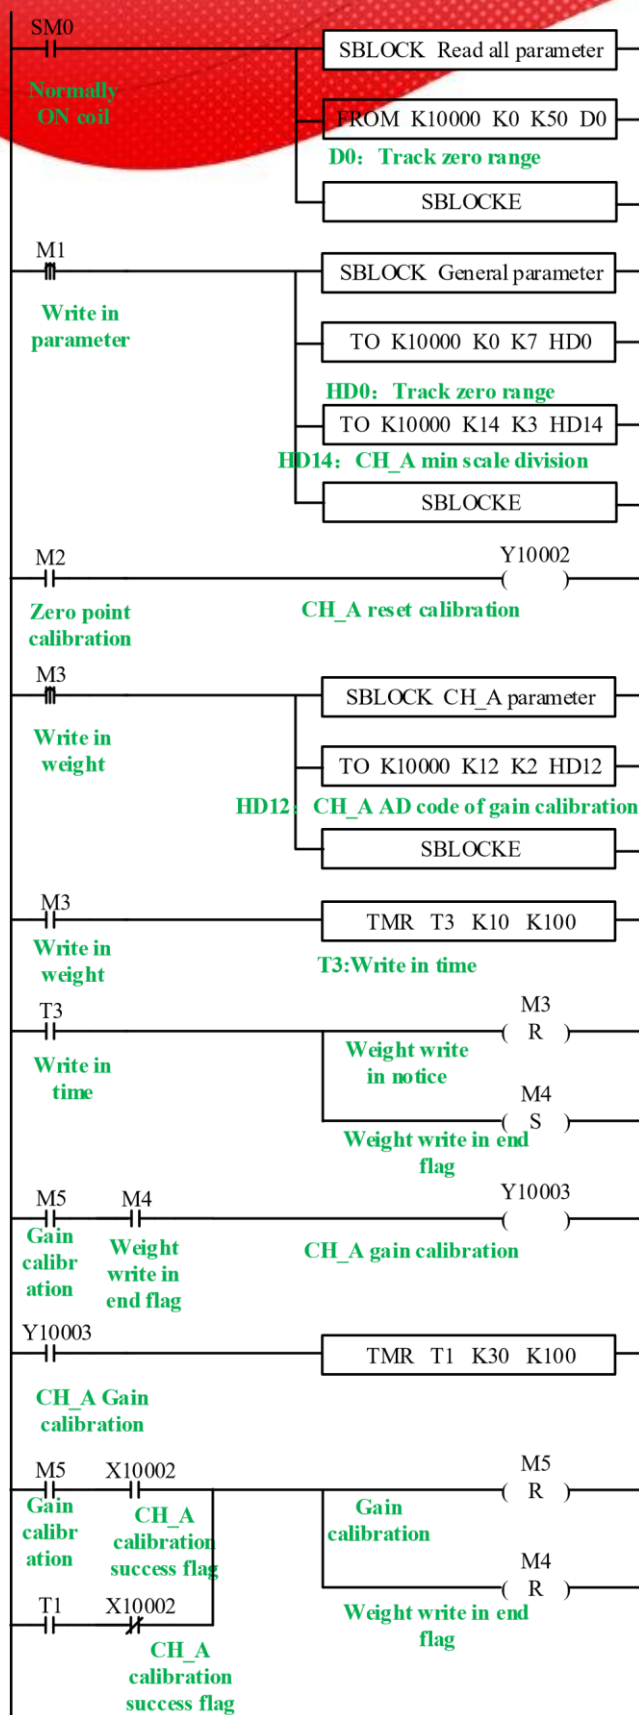 SM0
SBLOCK Read all parameter
Normally
ON coil
FROM K10000 K0 K50 D0
D0: Track zero range
SBLOCKE
M1
SBLOCK General parameter
Write in
parameter
TO K10000 K0 K7 HD0
HD0: Track zero range
TO K10000 K14 K3 HD14
HD14: CH_A min scale division
SBLOCKE
M2
Y10002
( )
Zero point
calibration
CH_A reset calibration
M3
SBLOCK CH_A parameter
Write in
weight
TO K10000 K12 K2 HD12
HD12: CH_A AD code of gain calibration
SBLOCKE
M3
TMR T3 K10 K100
Write in
weight
T3:Write in time
T3
M3
( R )
Write in
time
Weight write
in notice
M4
( S )
Weight write in end
flag
M5
M4
Y10003
( )
Gain
calibr
ation
Weight
write in
end flag
CH_A gain calibration
Y10003
TMR T1 K30 K100
CH_A Gain
calibration
M5
X10002
M5
( R )
Gain
calibr
ation
CH_A
calibration
success flag
Gain
calibration
M4
( R )
T1
X10002
Weight write in end
flag
CH_A
calibration
success flag